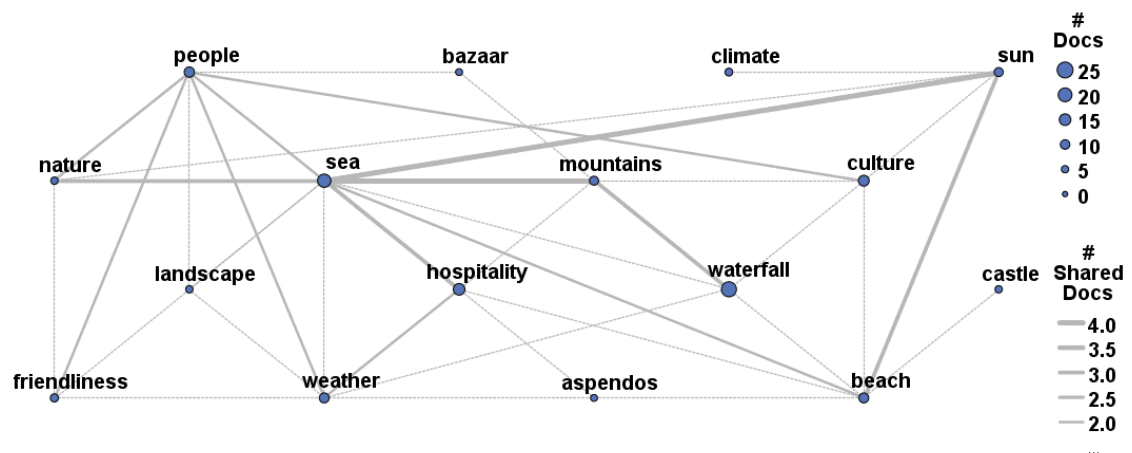 people bazaar climate sun
nature sea mountains culture
landscape hospitality waterfall castle
friendliness weather aspendos beach
#
Docs
25
20
15
10
5
0
#
Shared
Docs
4.0
3.5
3.0
2.5
2.0